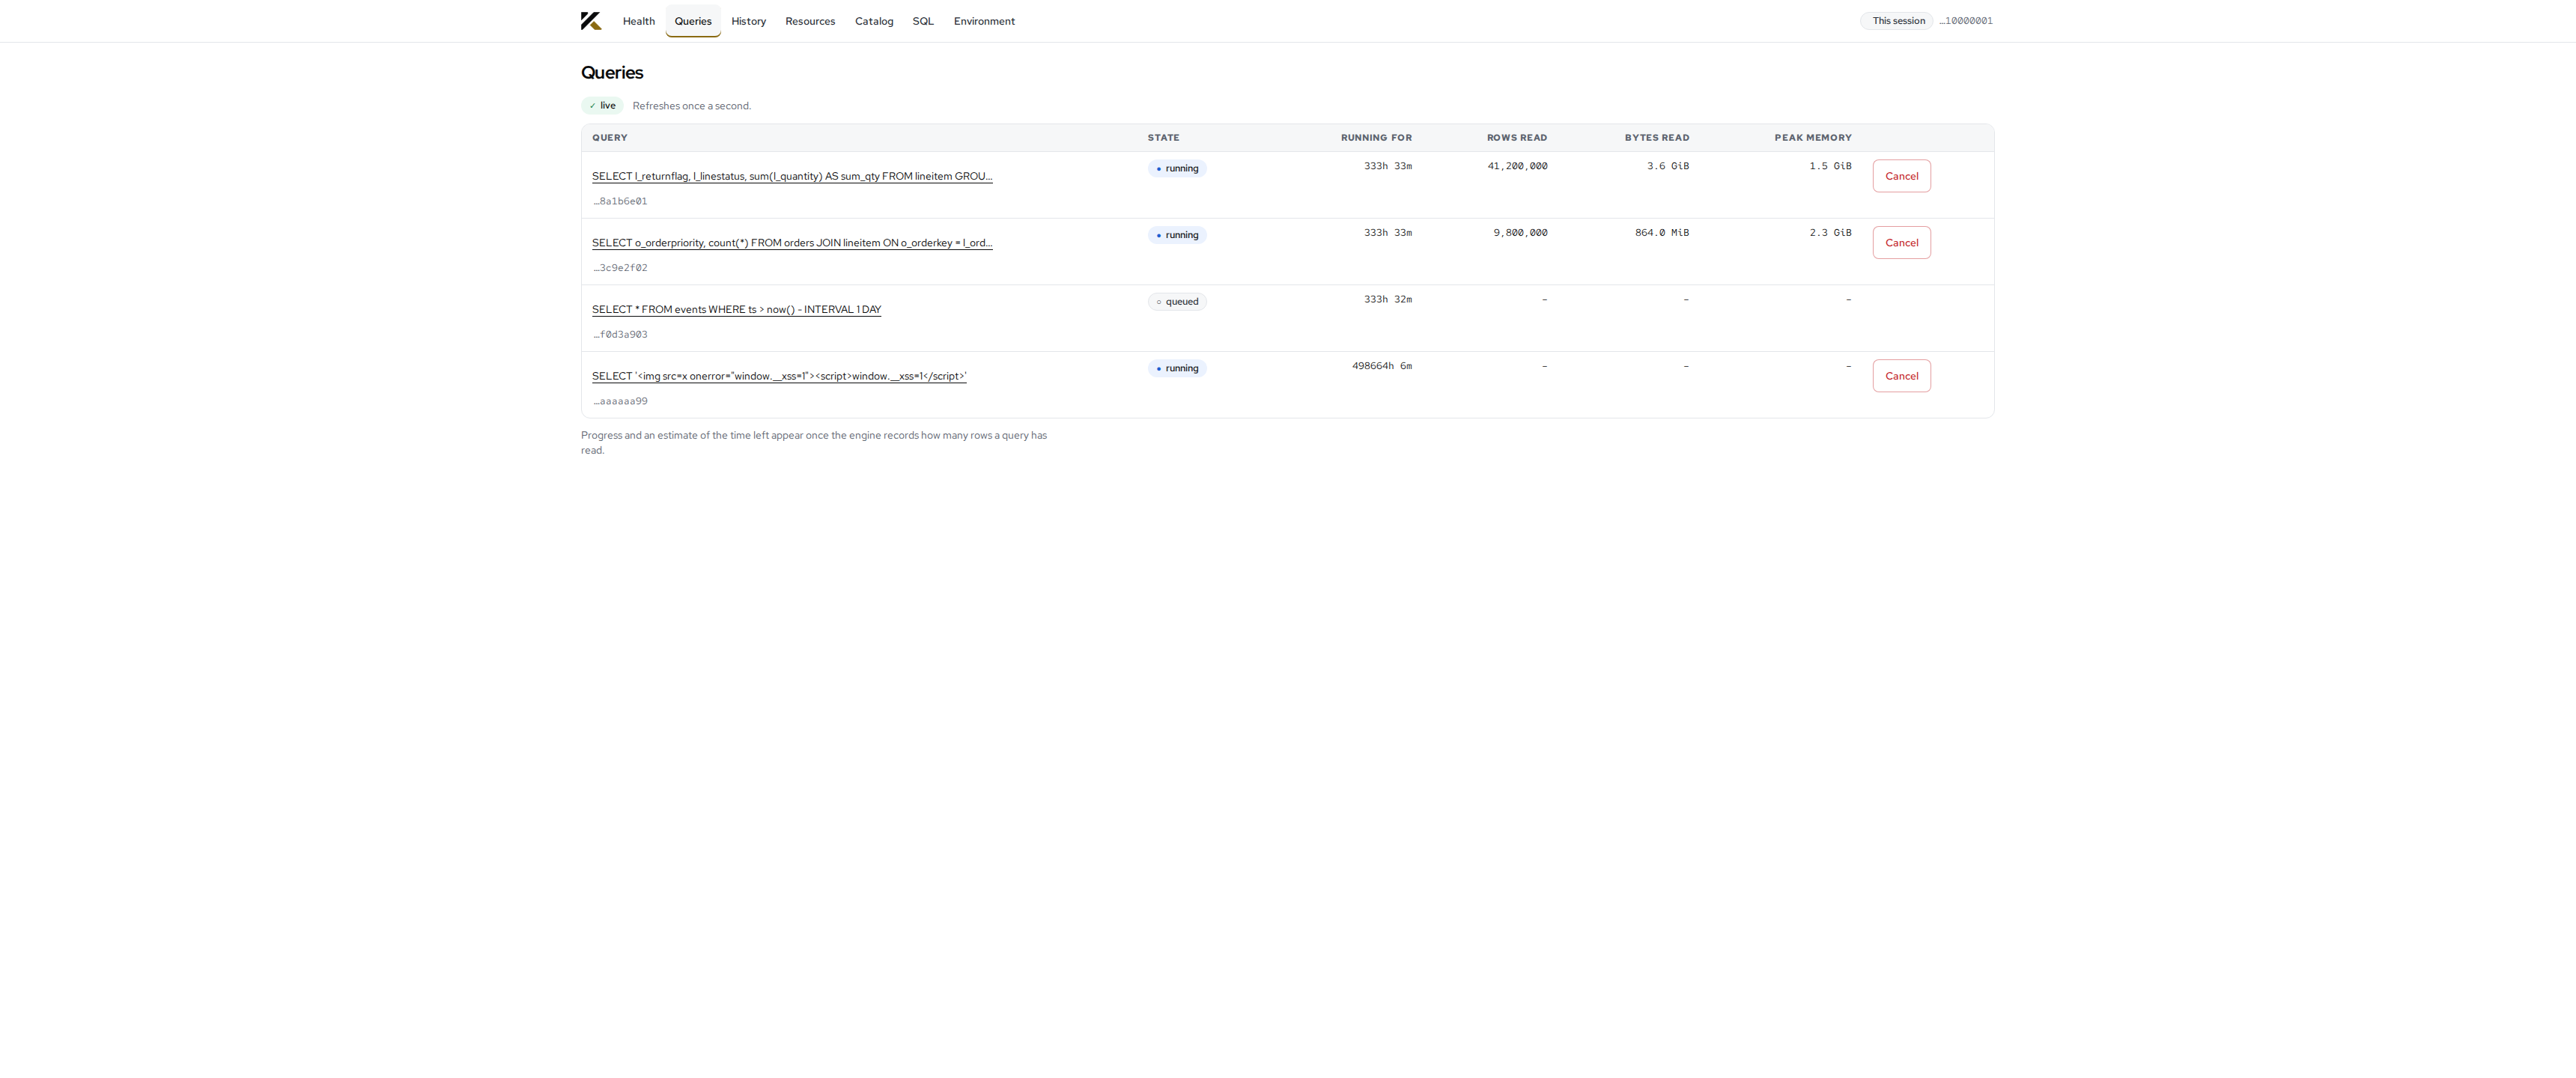 Health Queries History Resources Catalog SQL Environment This session …10000001
Queries
✓ live Refreshes once a second.
QUERY STATE RUNNING FOR ROWS READ BYTES READ PEAK MEMORY
SELECT l_returnflag, l_linestatus, sum(l_quantity) AS sum_qty FROM lineitem GROU… running 333h 33m 41,200,000 3.6 GiB 1.5 GiB Cancel
…8a1b6e01
SELECT o_orderpriority, count(*) FROM orders JOIN lineitem ON o_orderkey = l_ord… running 333h 33m 9,800,000 864.0 MiB 2.3 GiB Cancel
…3c9e2f02
SELECT * FROM events WHERE ts > now() - INTERVAL 1 DAY queued 333h 32m – – –
…f0d3a903
SELECT '<img src=x onerror="window.__xss=1"><script>window.__xss=1</script>' running 498664h 6m – – – Cancel
…aaaaaa99
Progress and an estimate of the time left appear once the engine records how many rows a query has
read.